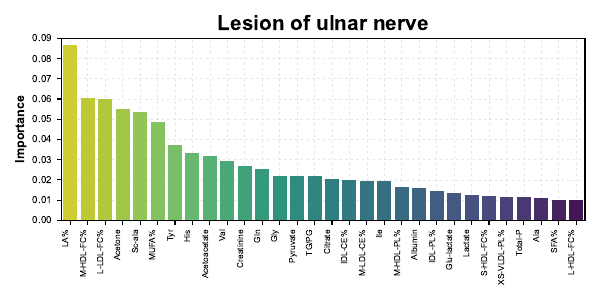 Lesion of ulnar nerve
Importance
0.09
0.08
0.07
0.06
0.05
0.04
0.03
0.02
0.01
0.00
LA%
M-HDL-FC%
L-LDL-FC%
Acetone
So-ala
MUFA%
Tyr
His
Acetoacetate
Val
Creatinine
Gln
Gly
Pyruvate
TG/PG
Citrate
IDL-CE%
M-LDL-CE%
Ile
M-HDL-PL%
Albumin
IDL-PL%
Glu-lactate
Lactate
S-HDL-FC%
XS-VLDL-PL%
Total-P
Ala
SFA%
L-HDL-FC%